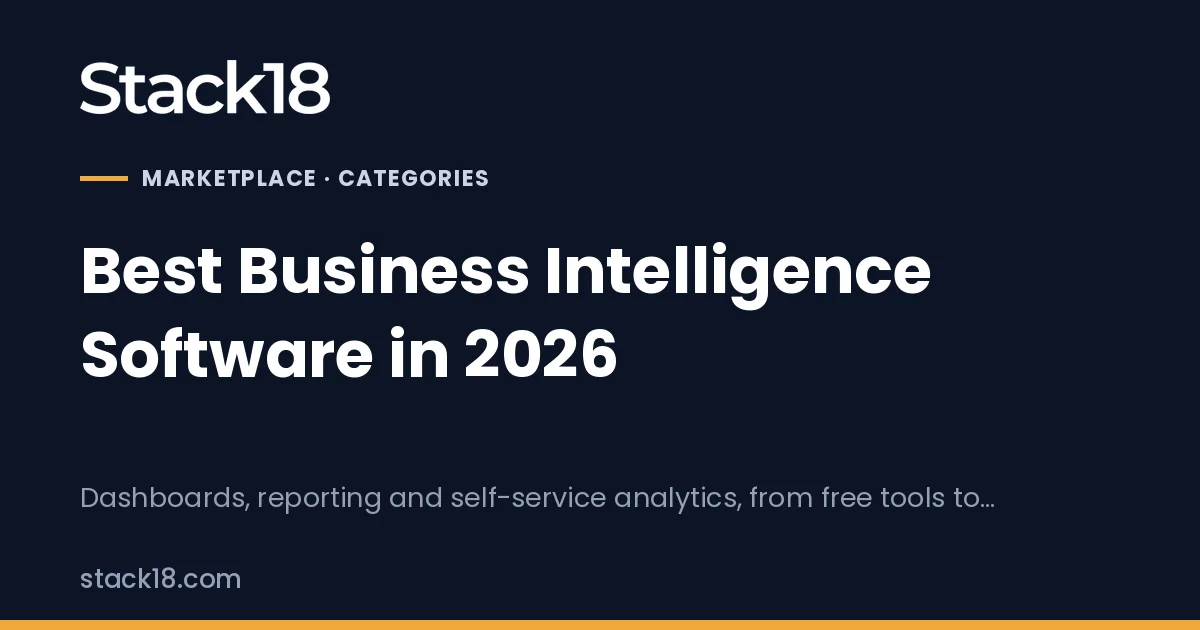 Stack18
MARKETPLACE · CATEGORIES
Best Business Intelligence
Software in 2026
Dashboards, reporting and self-service analytics, from free tools to...
stack18.com